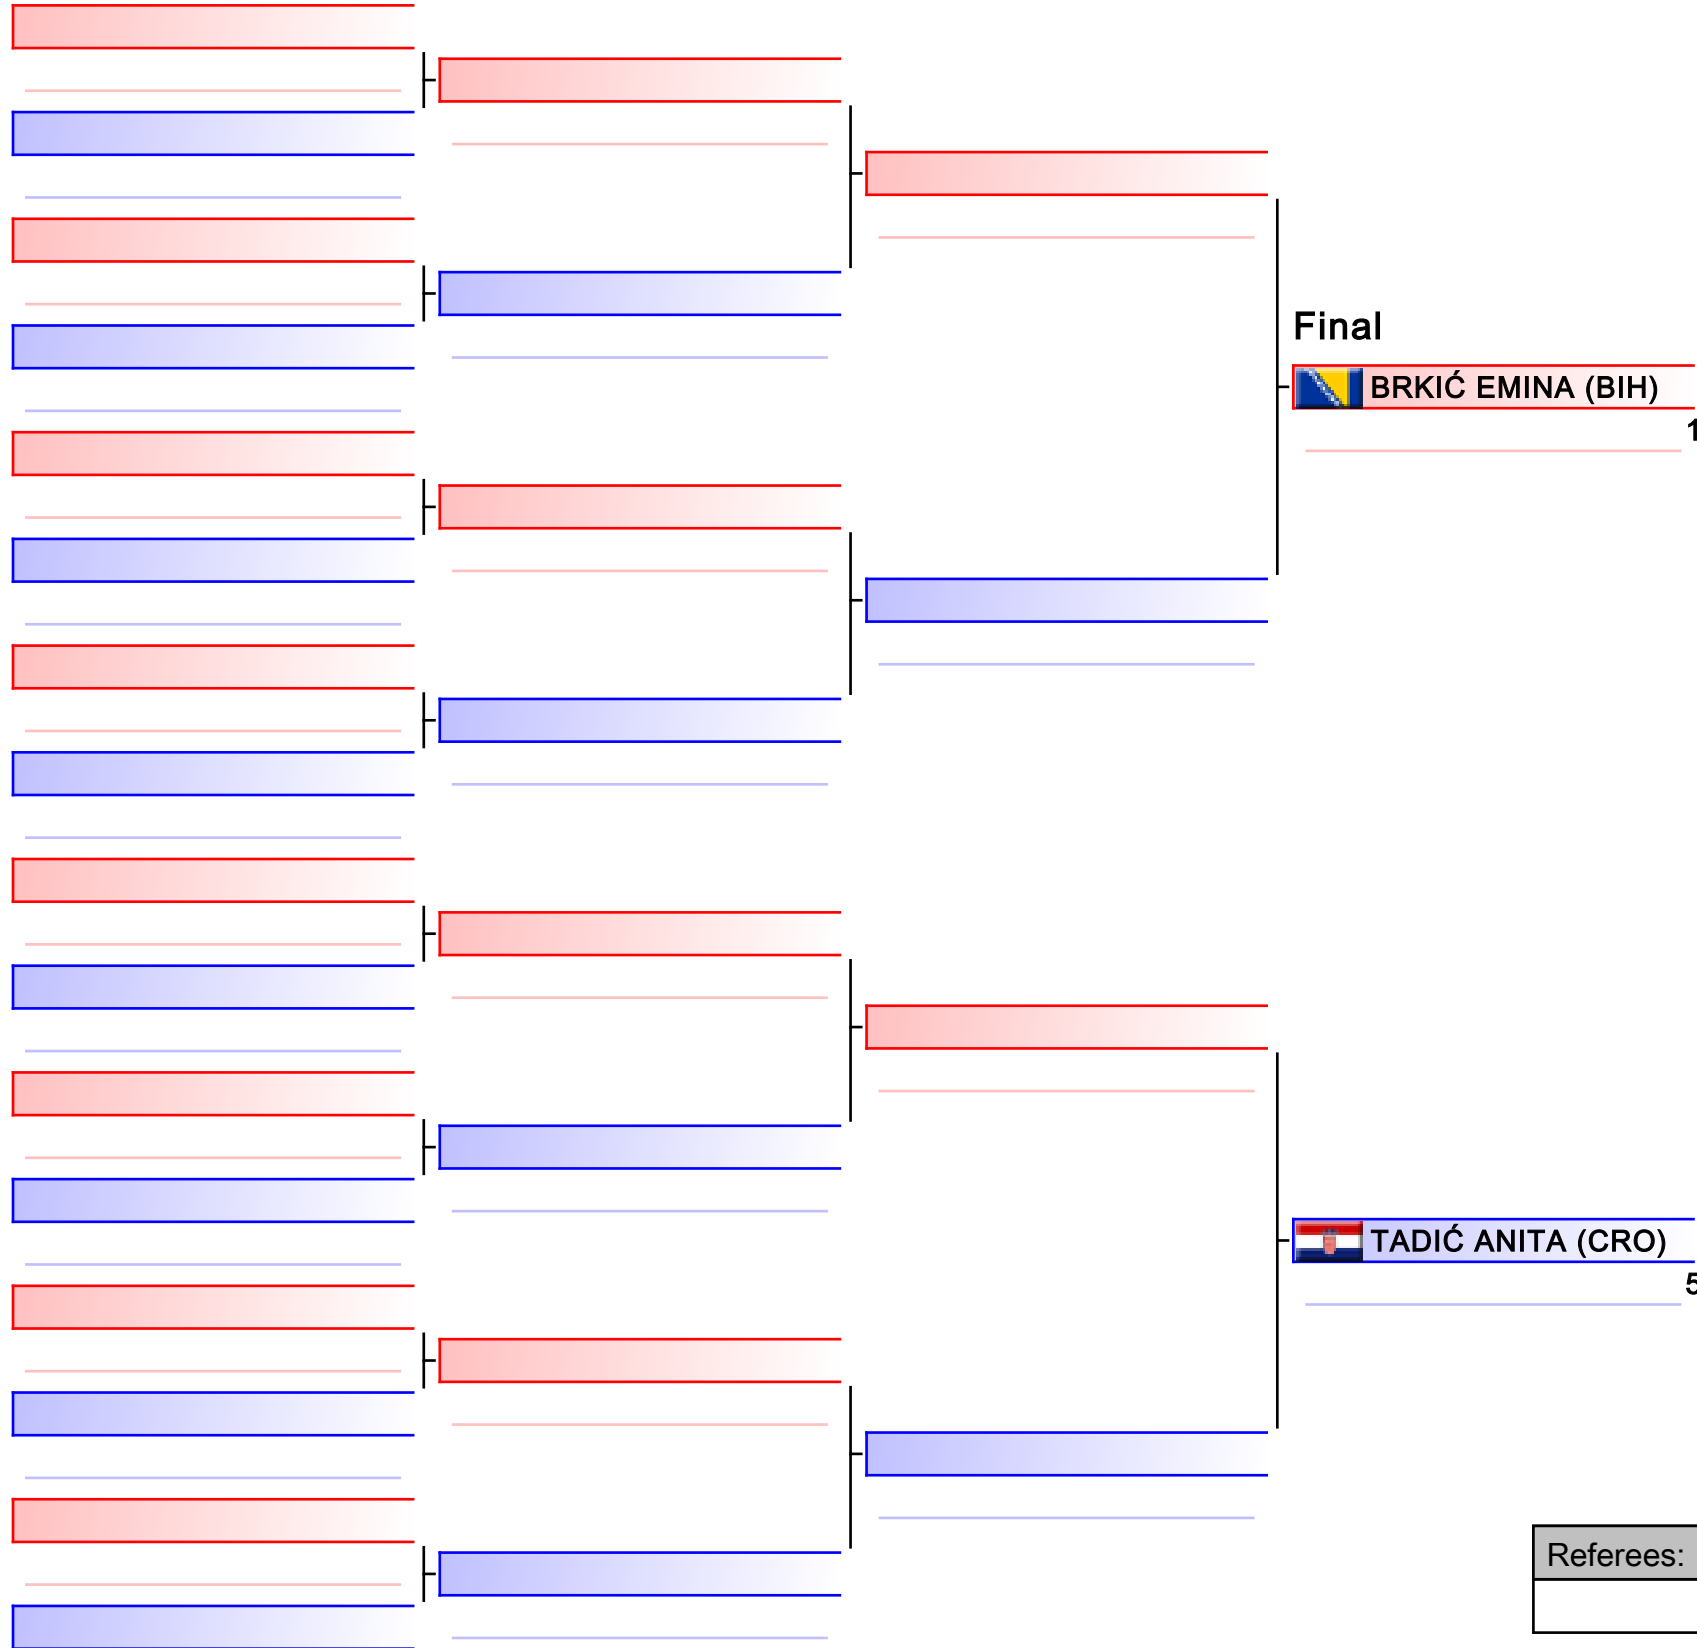 Final
BRKIĆ EMINA (BIH)
1
TADIĆ ANITA (CRO)
5
Referees: